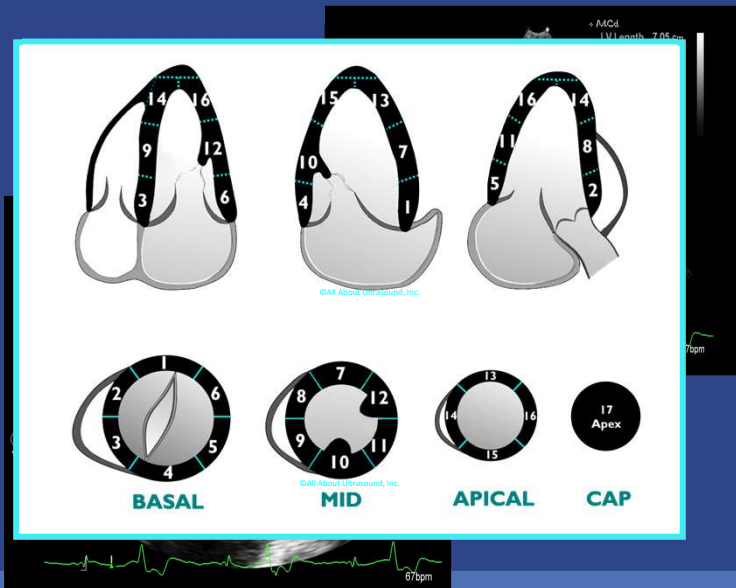 + MCd
LV Length 7.05 cm
14 16
15 13
16 14
9 12
10 7
11 8
3 6
4 1
5 2
©All About Ultrasound, Inc.
1
2 6
3 5
4
7
8 12
9 11
10
13
14 16
15
17
Apex
©All About Ultrasound, Inc.
BASAL
MID
APICAL
CAP
7bpm
67bpm